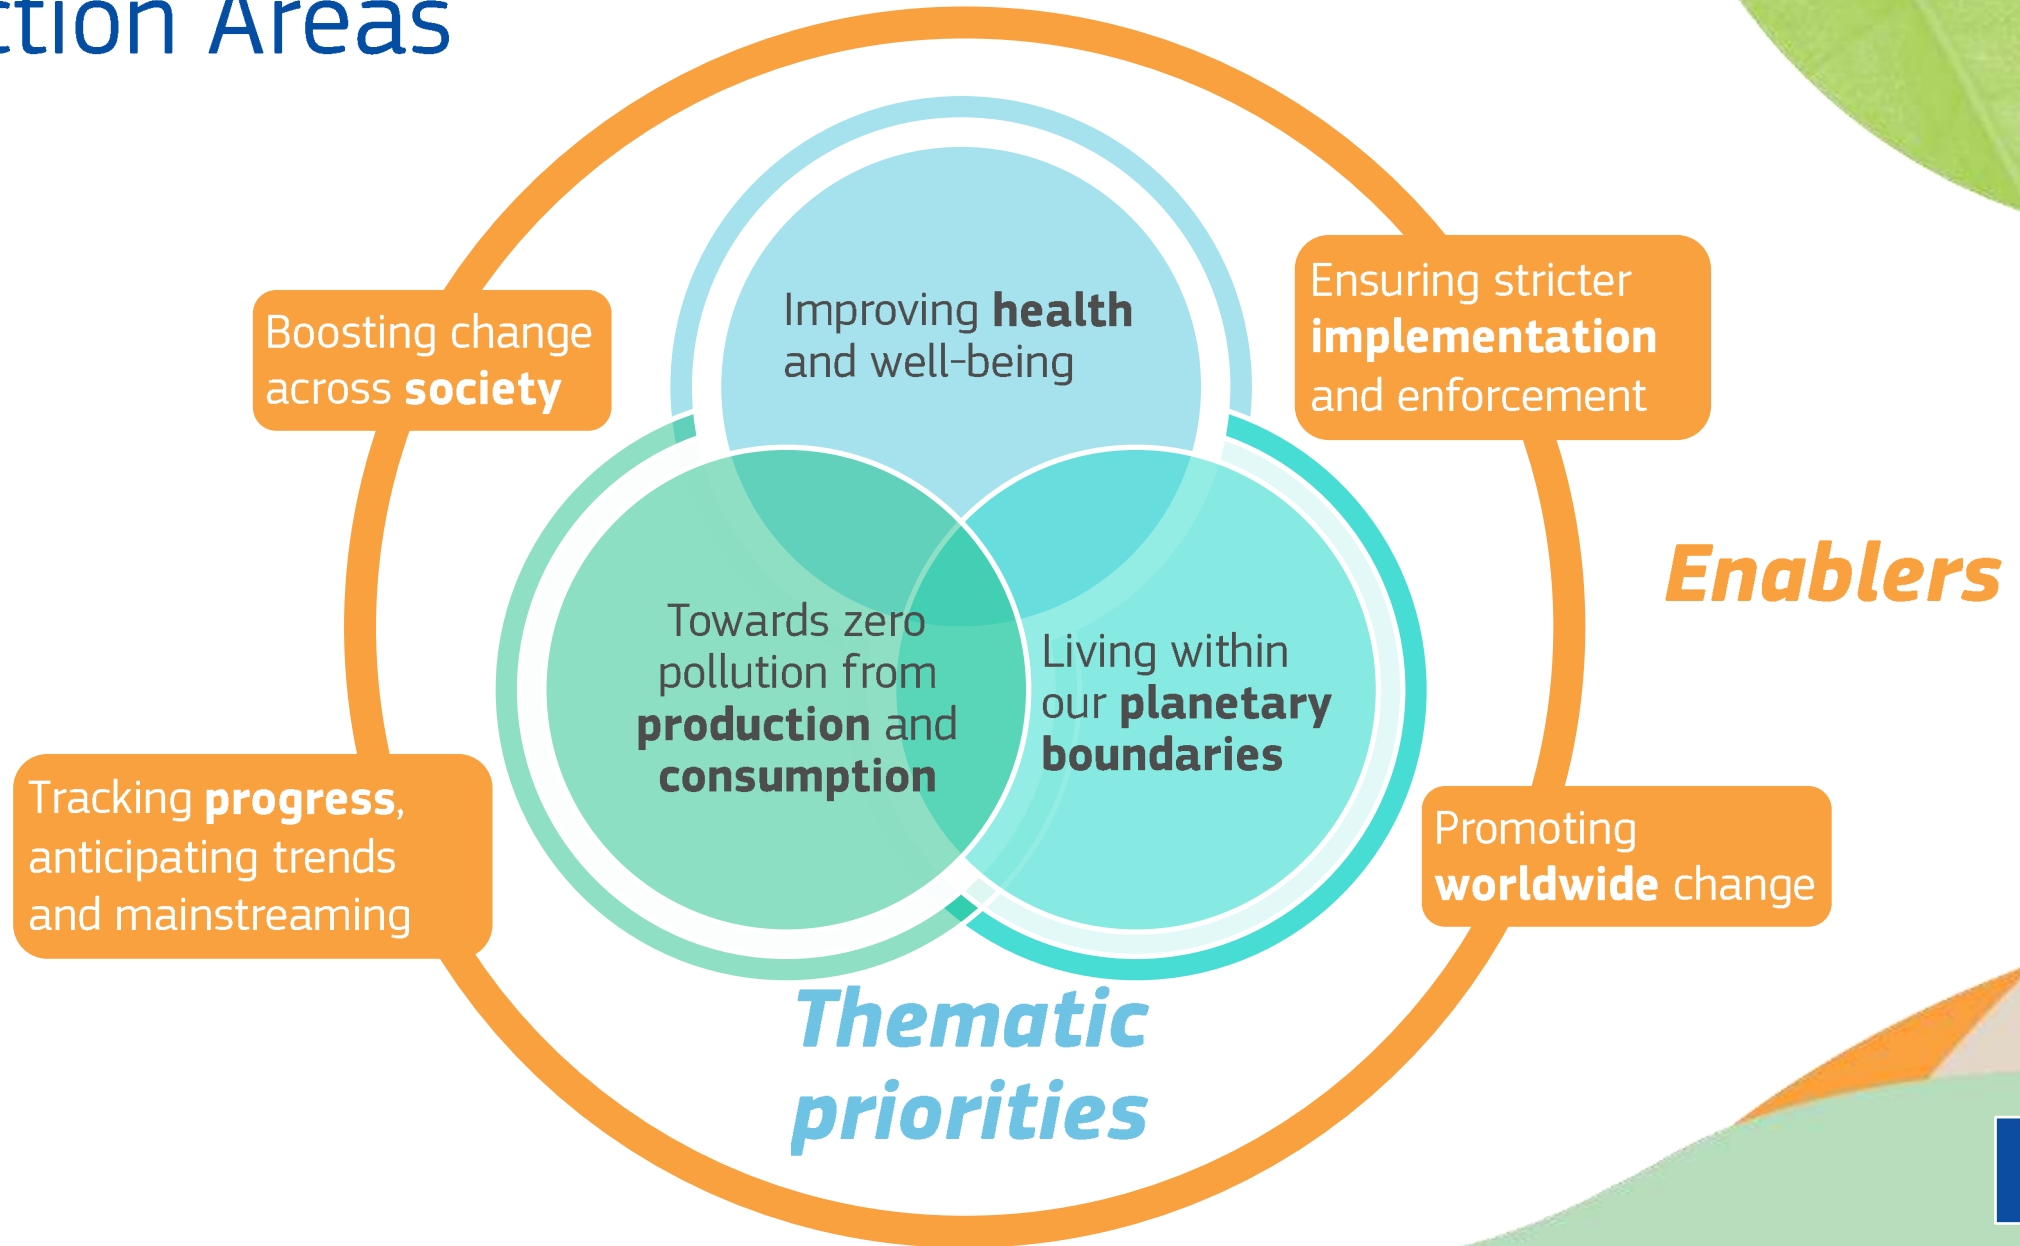 ction Areas
Improving health
and well-being
Ensuring stricter
implementation
and enforcement
Boosting change
across society
Enablers
Towards zero
pollution from
production and
consumption
Living within
our planetary
boundaries
Tracking progress,
anticipating trends
and mainstreaming
Promoting
worldwide change
Thematic
priorities